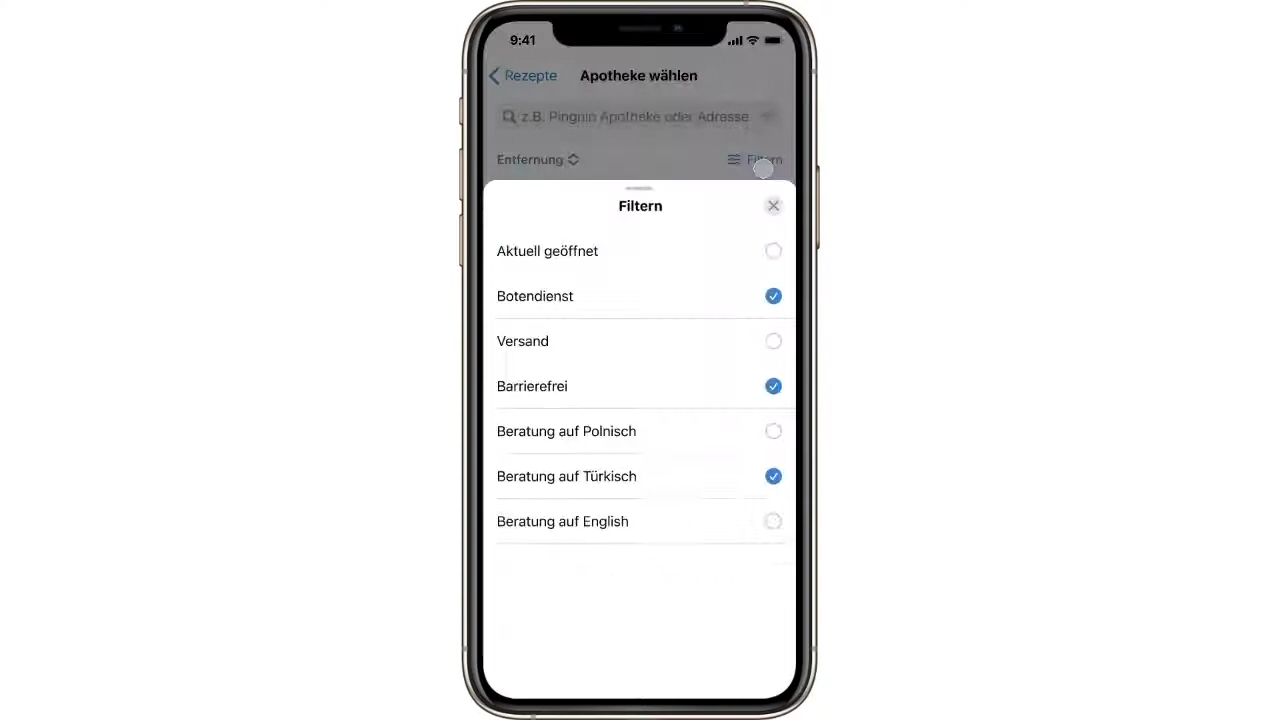 9:41
Rezepte
Apotheke wählen
z.B. Pinguin Apotheke oder Adresse
Entfernung
Filtern
Filtern
Aktuell geöffnet
Botendienst
Versand
Barrierefrei
Beratung auf Polnisch
Beratung auf Türkisch
Beratung auf English